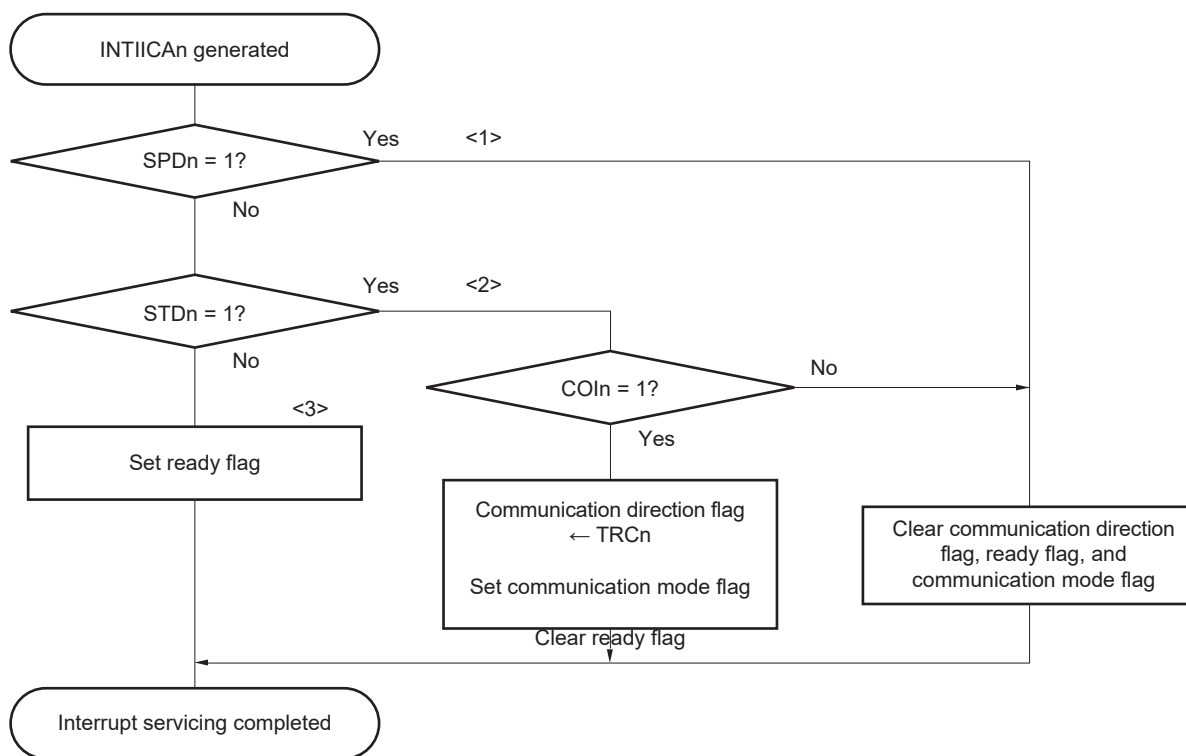 INTIICAn generated
Yes
<1>
SPDn = 1?
No
Yes
<2>
STDn = 1?
No
No
COIn = 1?
<3>
Yes
Set ready flag
Communication direction flag
← TRCn
Set communication mode flag
Clear communication direction
flag, ready flag, and
communication mode flag
Clear ready flag
Interrupt servicing completed